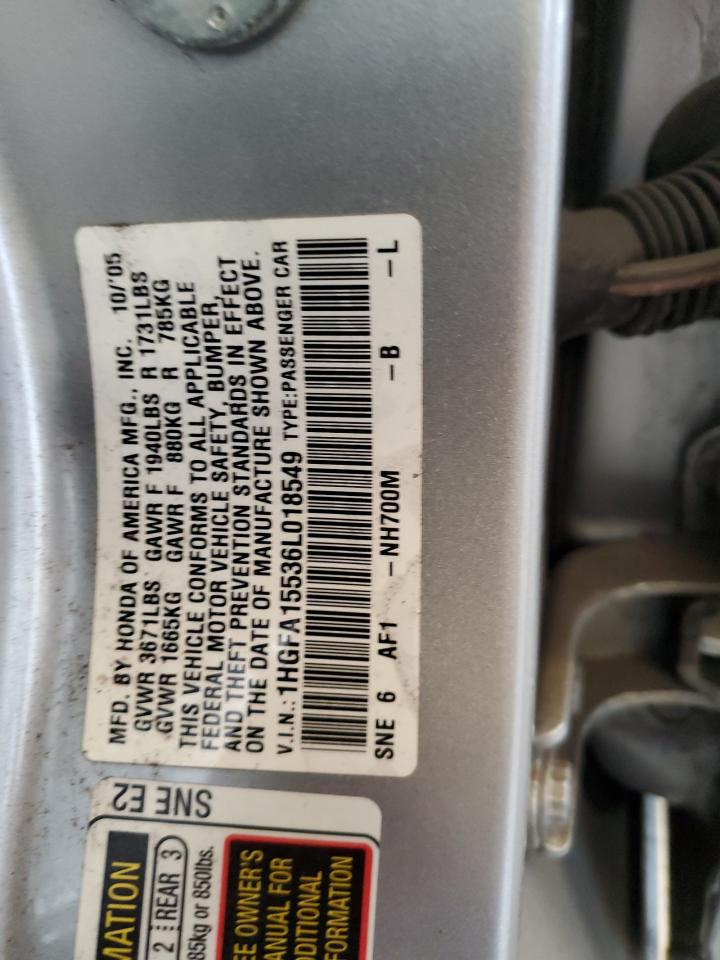 MFD. BY HONDA OF AMERICA MFG., INC. 10/'05
GVWR 3671LBS GAWR F 1940LBS R 1731LBS
GVWR 1665KG GAWR F 880KG R 785KG
THIS VEHICLE CONFORMS TO ALL APPLICABLE
FEDERAL MOTOR VEHICLE SAFETY, BUMPER,
AND THEFT PREVENTION STANDARDS IN EFFECT
ON THE DATE OF MANUFACTURE SHOWN ABOVE.
V.I.N.: 1HGFA15536L018549 TYPE:PASSENGER CAR
SNE 6 AF1 -NH700M -B -L
SNE E2
MATION
2 REAR 3
85kg or 850lbs.
EE OWNER'S
ANUAL FOR
DDITIONAL
FORMATION